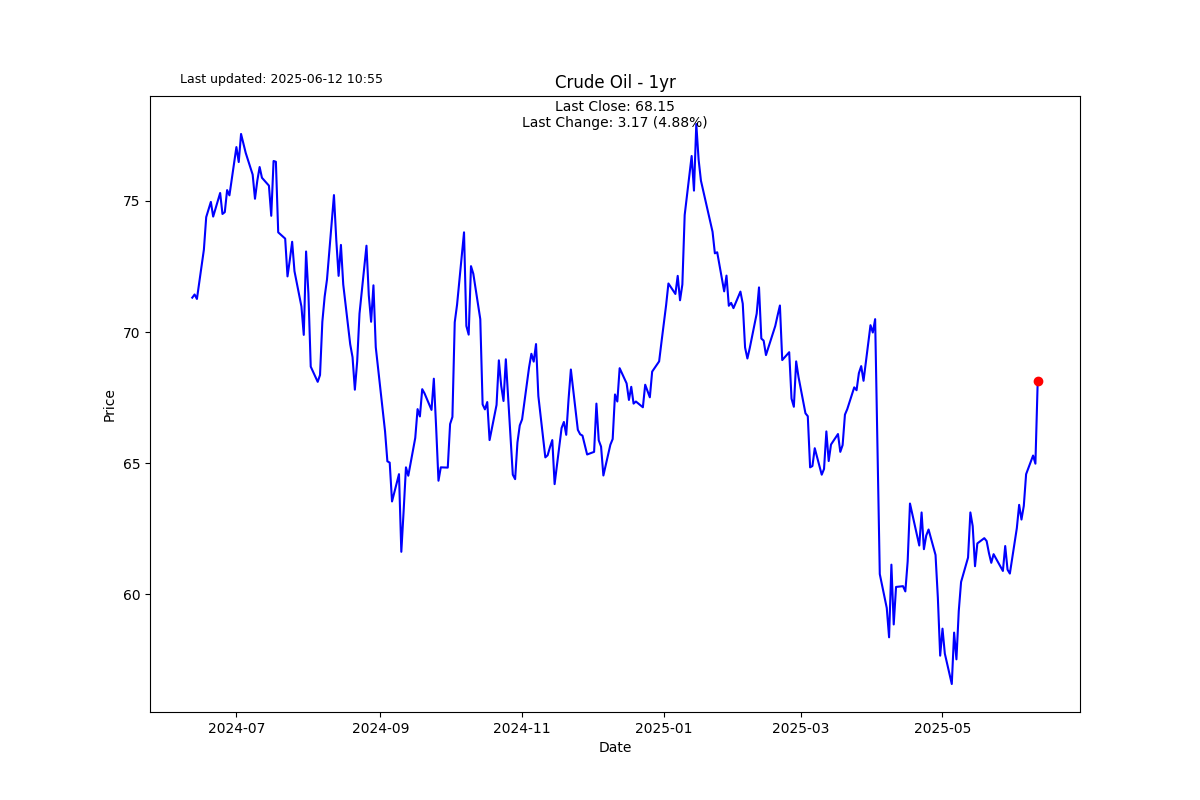 Last updated: 2025-06-12 10:55
Crude Oil - 1yr
Last Close: 68.15
Last Change: 3.17 (4.88%)
Price
75
70
65
60
2024-07
2024-09
2024-11
2025-01
2025-03
2025-05
Date